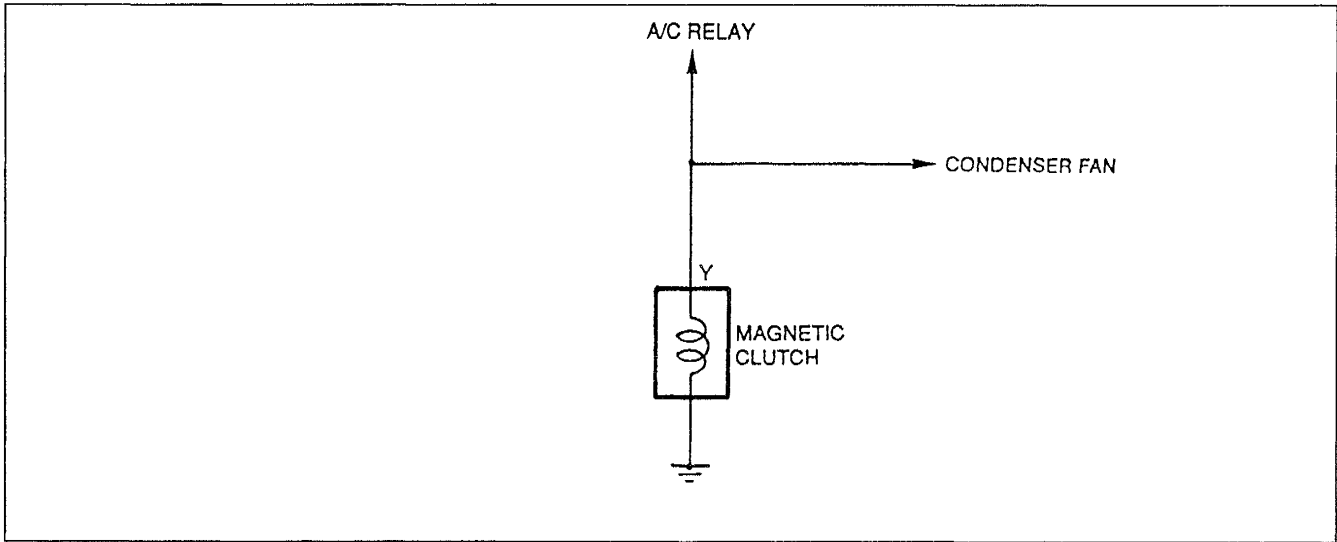 A/C RELAY
CONDENSER FAN
Y
MAGNETIC
CLUTCH